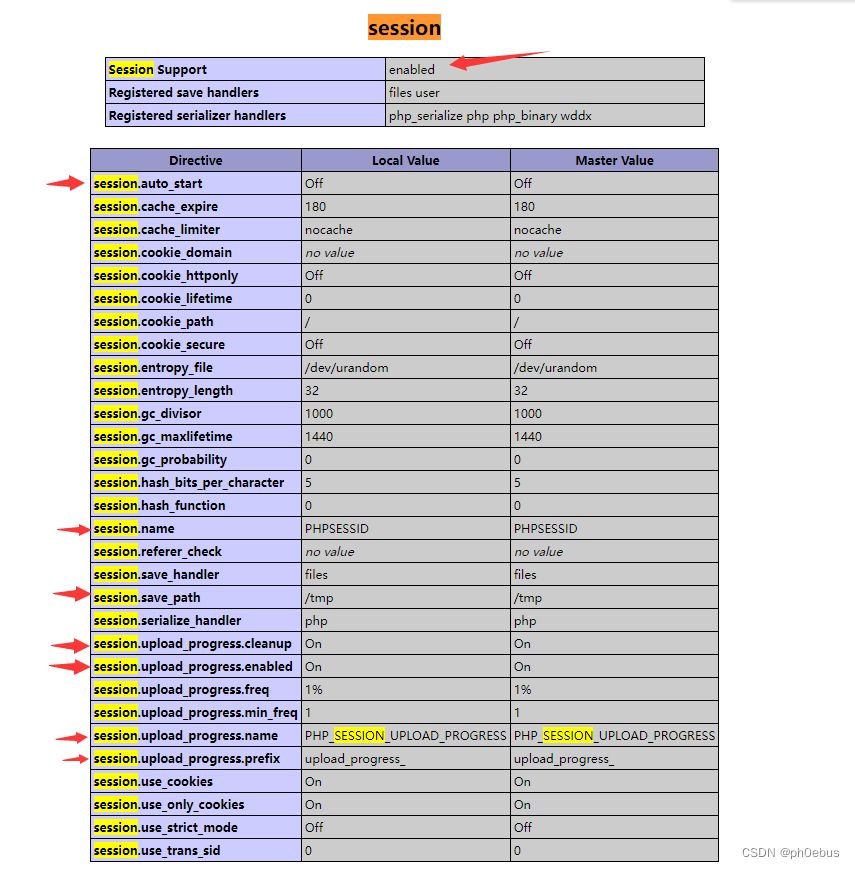 session
Session Support enabled
Registered save handlers files user
Registered serializer handlers php_serialize php php_binary wddx
Directive Local Value Master Value
session.auto_start Off Off
session.cache_expire 180 180
session.cache_limiter nocache nocache
session.cookie_domain no value no value
session.cookie_httponly Off Off
session.cookie_lifetime 0 0
session.cookie_path / /
session.cookie_secure Off Off
session.entropy_file /dev/urandom /dev/urandom
session.entropy_length 32 32
session.gc_divisor 1000 1000
session.gc_maxlifetime 1440 1440
session.gc_probability 0 0
session.hash_bits_per_character 5 5
session.hash_function 0 0
session.name PHPSESSID PHPSESSID
session.referer_check no value no value
session.save_handler files files
session.save_path /tmp /tmp
session.serialize_handler php php
session.upload_progress.cleanup On On
session.upload_progress.enabled On On
session.upload_progress.freq 1% 1%
session.upload_progress.min_freq 1 1
session.upload_progress.name PHP_SESSION_UPLOAD_PROGRESS PHP_SESSION_UPLOAD_PROGRESS
session.upload_progress.prefix upload_progress_ upload_progress_
session.use_cookies On On
session.use_only_cookies On On
session.use_strict_mode Off Off
session.use_trans_sid 0 0
CSDN @ph0ebus